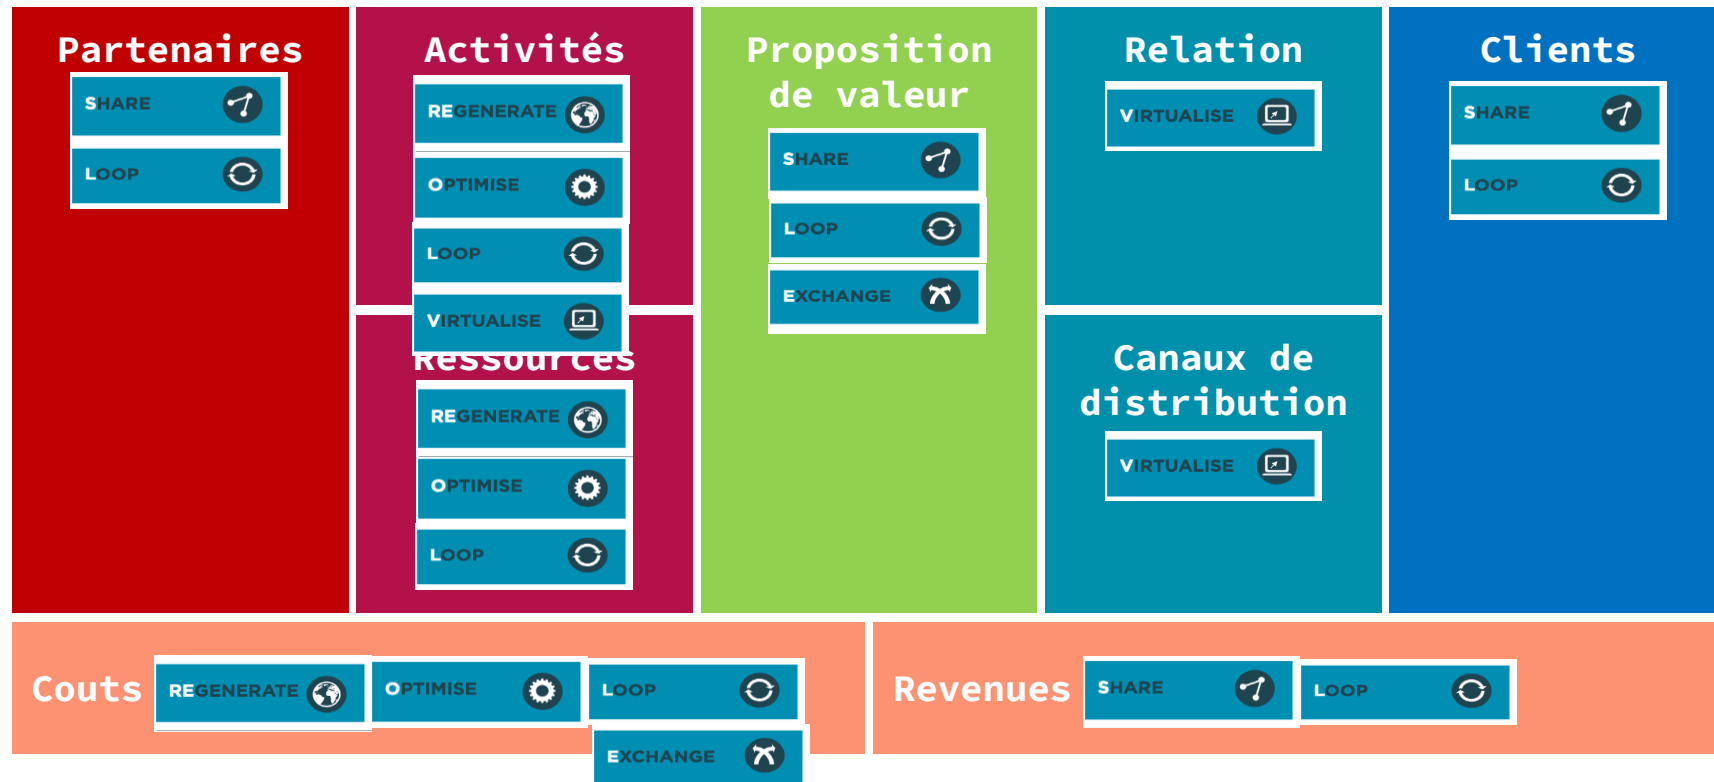 Partenaires
SHARE
LOOP
Activités
REGENERATE
OPTIMISE
LOOP
VIRTUALISE
Ressources
REGENERATE
OPTIMISE
LOOP
Proposition
de valeur
SHARE
LOOP
EXCHANGE
Relation
VIRTUALISE
Canaux de
distribution
VIRTUALISE
Clients
SHARE
LOOP
Couts
REGENERATE
OPTIMISE
LOOP
EXCHANGE
Revenues
SHARE
LOOP